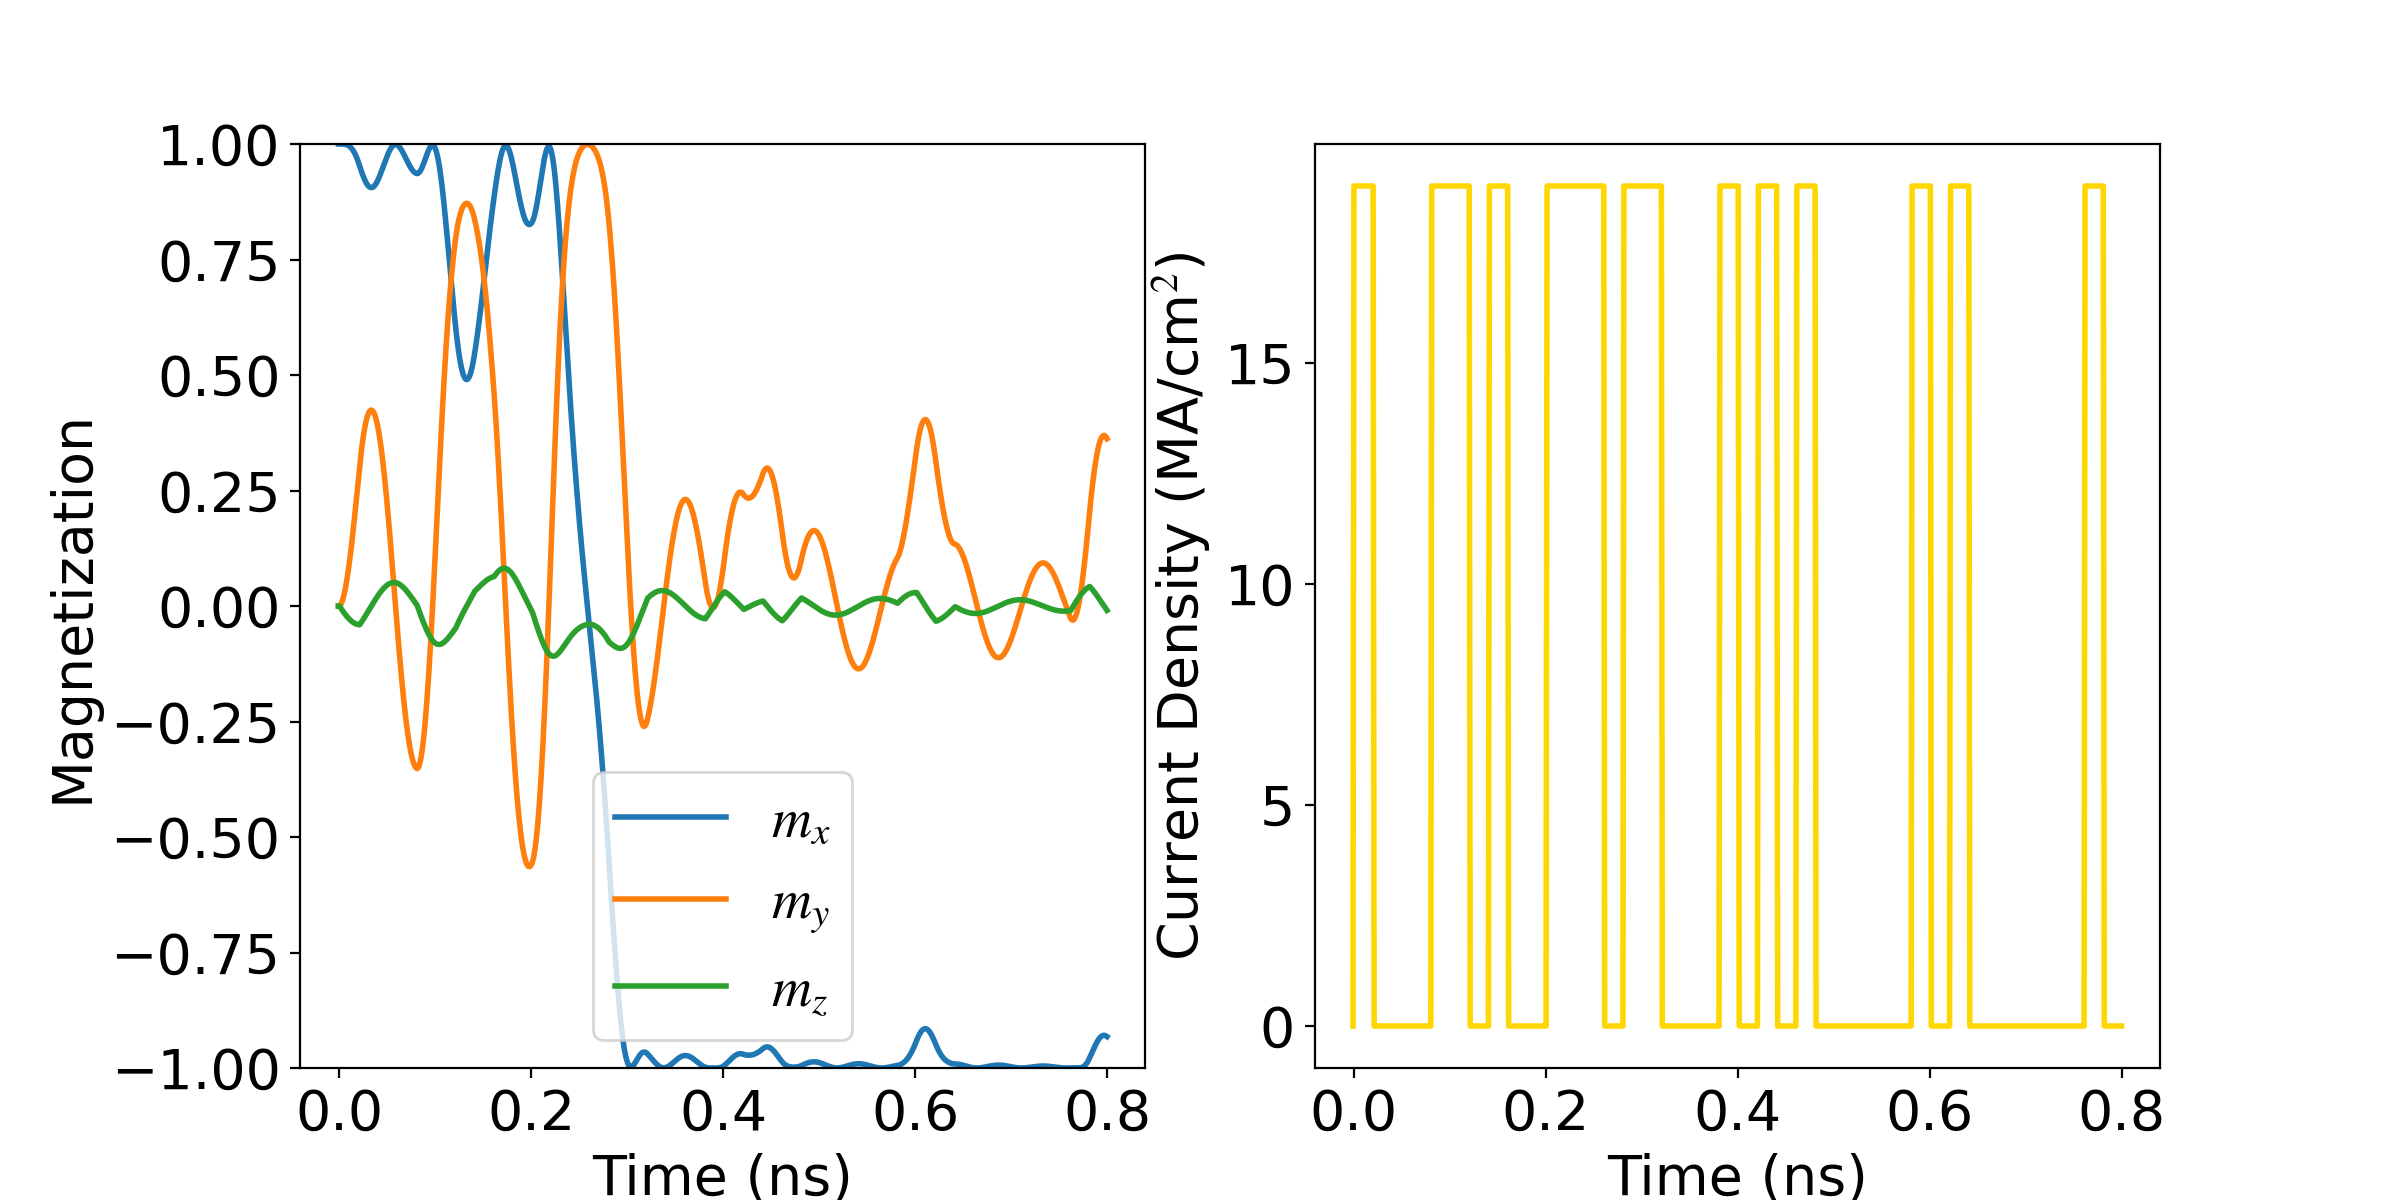 Magnetization
1.00
0.75
0.50
0.25
0.00
−0.25
−0.50
−0.75
−1.00
0.0 0.2 0.4 0.6 0.8
Time (ns)
m_x
m_y
m_z
Current Density (MA/cm²)
15
10
5
0
0.0 0.2 0.4 0.6 0.8
Time (ns)